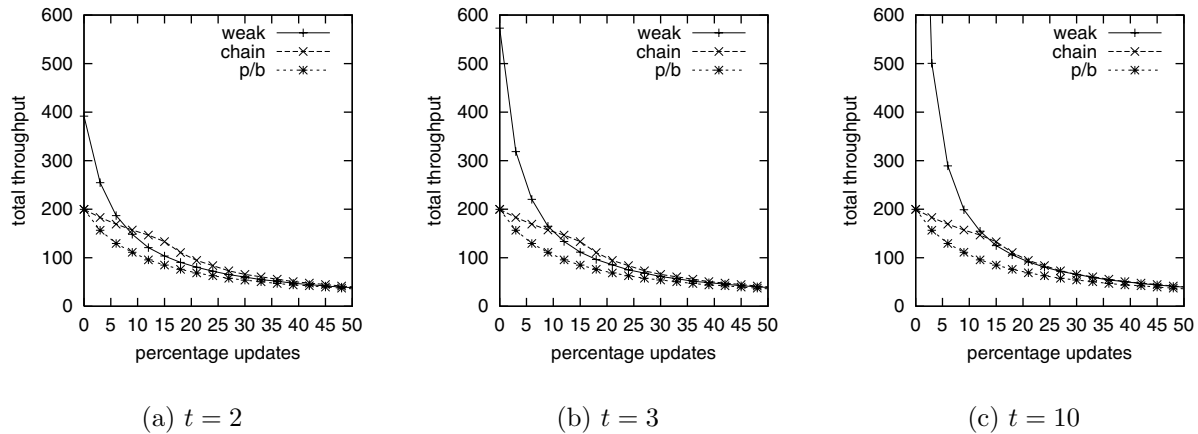 600
500
400
300
200
100
0
total throughput
weak
chain
p/b
0 5 10 15 20 25 30 35 40 45 50
percentage updates
(a) t = 2
600
500
400
300
200
100
0
total throughput
weak
chain
p/b
0 5 10 15 20 25 30 35 40 45 50
percentage updates
(b) t = 3
600
500
400
300
200
100
0
total throughput
weak
chain
p/b
0 5 10 15 20 25 30 35 40 45 50
percentage updates
(c) t = 10